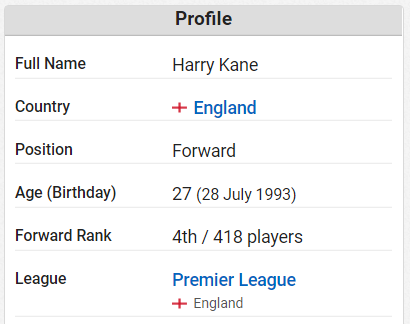 Profile
Full Name Harry Kane
Country England
Position Forward
Age (Birthday) 27 (28 July 1993)
Forward Rank 4th / 418 players
League Premier League
England